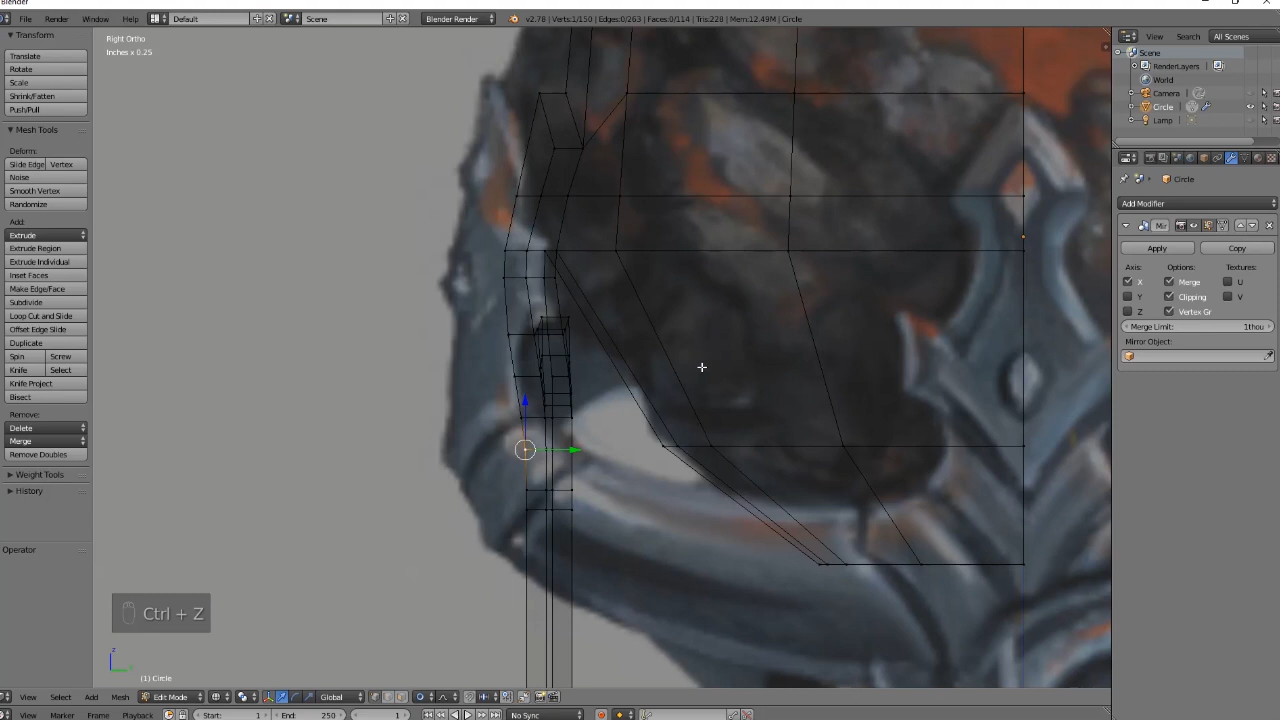 Blender
File Render Window Help Default Scene Blender Render v2.78 | Verts:1/150 | Edges:0/263 | Faces:0/114 | Tris:228 | Mem:12.49M | Circle
Transform
Translate
Rotate
Scale
Shrink/Fatten
Push/Pull
Mesh Tools
Deform:
Slide Edge Vertex
Noise
Smooth Vertex
Randomize
Add:
Extrude
Extrude Region
Extrude Individual
Inset Faces
Make Edge/Face
Subdivide
Loop Cut and Slide
Offset Edge Slide
Duplicate
Spin Screw
Knife Select
Knife Project
Bisect
Remove:
Delete
Merge
Remove Doubles
Weight Tools
History
Operator
Right Ortho
Inches x 0.25
Ctrl + Z
z
(1) Circle
View Search All Scenes
Scene
RenderLayers
World
Camera
Circle
Lamp
Circle
Add Modifier
Mir
Apply Copy
Axis: Options: Textures:
X Merge U
Y Clipping V
Z Vertex Gr
Merge Limit: 1thou
Mirror Object:
View Select Add Mesh Edit Mode Global
View Marker Frame Playback Start: 1 End: 250 1 No Sync